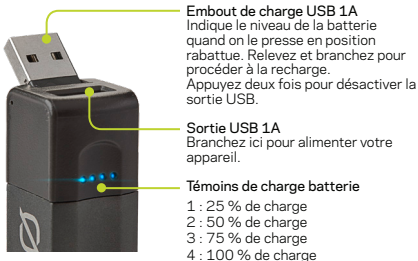 Embout de charge USB 1A
Indique le niveau de la batterie
quand on le presse en position
rabattue. Relevez et branchez pour
procéder à la recharge.
Appuyez deux fois pour désactiver la
sortie USB.
Sortie USB 1A
Branchez ici pour alimenter votre
appareil.
Témoins de charge batterie
1 : 25 % de charge
2 : 50 % de charge
3 : 75 % de charge
4 : 100 % de charge